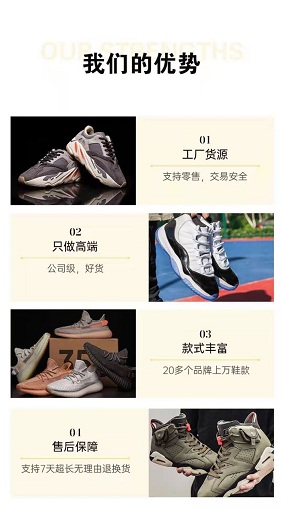 OUR STRENGTHS
我们的优势
01
工厂货源
支持零售，交易安全
02
只做高端
公司级，好货
03
款式丰富
20多个品牌上万鞋款
01
售后保障
支持7天超长无理由退换货